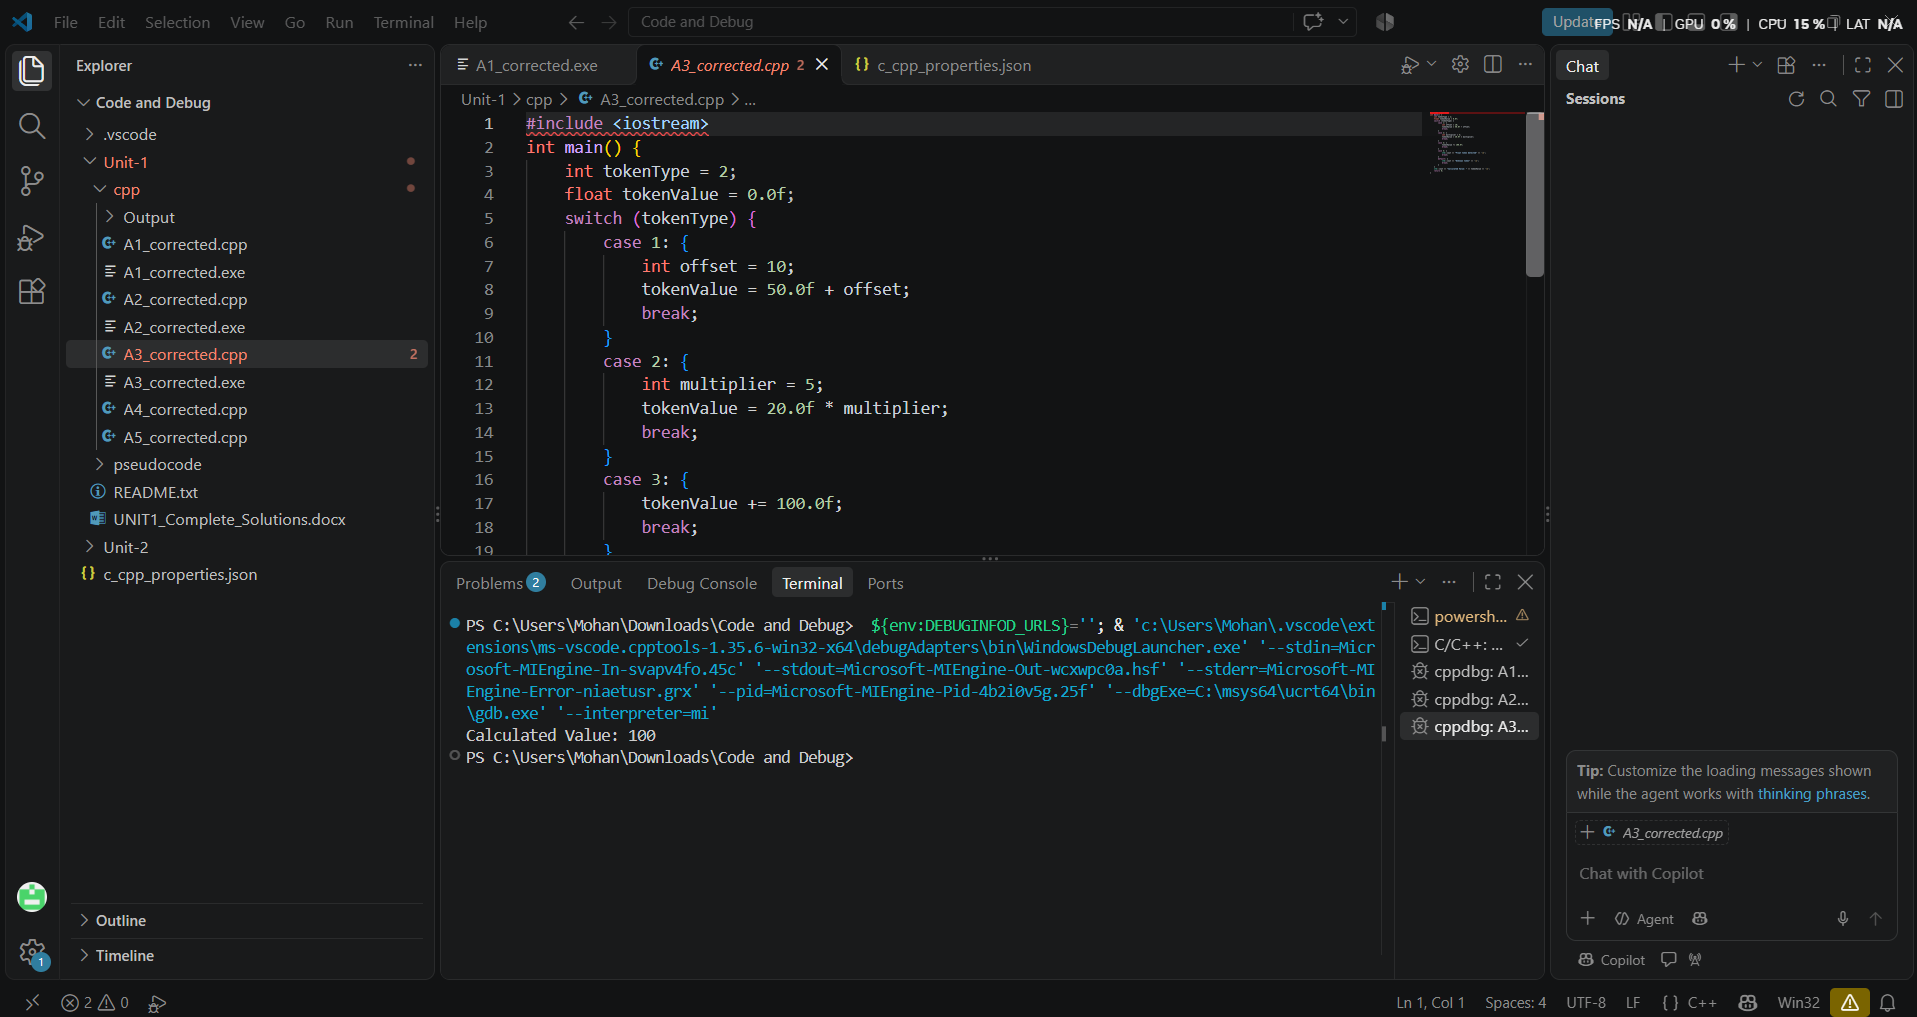 File Edit Selection View Go Run Terminal Help
Code and Debug
Update
FPS N/A | GPU 0% | CPU 15% LAT N/A
Explorer
Code and Debug
.vscode
Unit-1
cpp
Output
A1_corrected.cpp
A1_corrected.exe
A2_corrected.cpp
A2_corrected.exe
A3_corrected.cpp 2
A3_corrected.exe
A4_corrected.cpp
A5_corrected.cpp
pseudocode
README.txt
UNIT1_Complete_Solutions.docx
Unit-2
c_cpp_properties.json
Outline
Timeline
1
A1_corrected.exe
A3_corrected.cpp 2
c_cpp_properties.json
Unit-1 > cpp > A3_corrected.cpp > ...
1 #include <iostream>
2 int main() {
3 int tokenType = 2;
4 float tokenValue = 0.0f;
5 switch (tokenType) {
6 case 1: {
7 int offset = 10;
8 tokenValue = 50.0f + offset;
9 break;
10 }
11 case 2: {
12 int multiplier = 5;
13 tokenValue = 20.0f * multiplier;
14 break;
15 }
16 case 3: {
17 tokenValue += 100.0f;
18 break;
19 }
Problems 2 Output Debug Console Terminal Ports
PS C:\Users\Mohan\Downloads\Code and Debug> ${env:DEBUGINFOD_URLS}=''; & 'c:\Users\Mohan\.vscode\ext
ensions\ms-vscode.cpptools-1.35.6-win32-x64\debugAdapters\bin\WindowsDebugLauncher.exe' '--stdin=Micr
osoft-MIEngine-In-svapv4fo.45c' '--stdout=Microsoft-MIEngine-Out-wcxwpc0a.hsf' '--stderr=Microsoft-MI
Engine-Error-niaetusr.grx' '--pid=Microsoft-MIEngine-Pid-4b2i0v5g.25f' '--dbgExe=C:\msys64\ucrt64\bin
\gdb.exe' '--interpreter=mi'
Calculated Value: 100
PS C:\Users\Mohan\Downloads\Code and Debug>
powersh...
C/C++: ...
cppdbg: A1...
cppdbg: A2...
cppdbg: A3...
Chat
Sessions
Tip: Customize the loading messages shown
while the agent works with thinking phrases.
A3_corrected.cpp
Chat with Copilot
Agent
Copilot
2 0
Ln 1, Col 1 Spaces: 4 UTF-8 LF {} C++ Win32